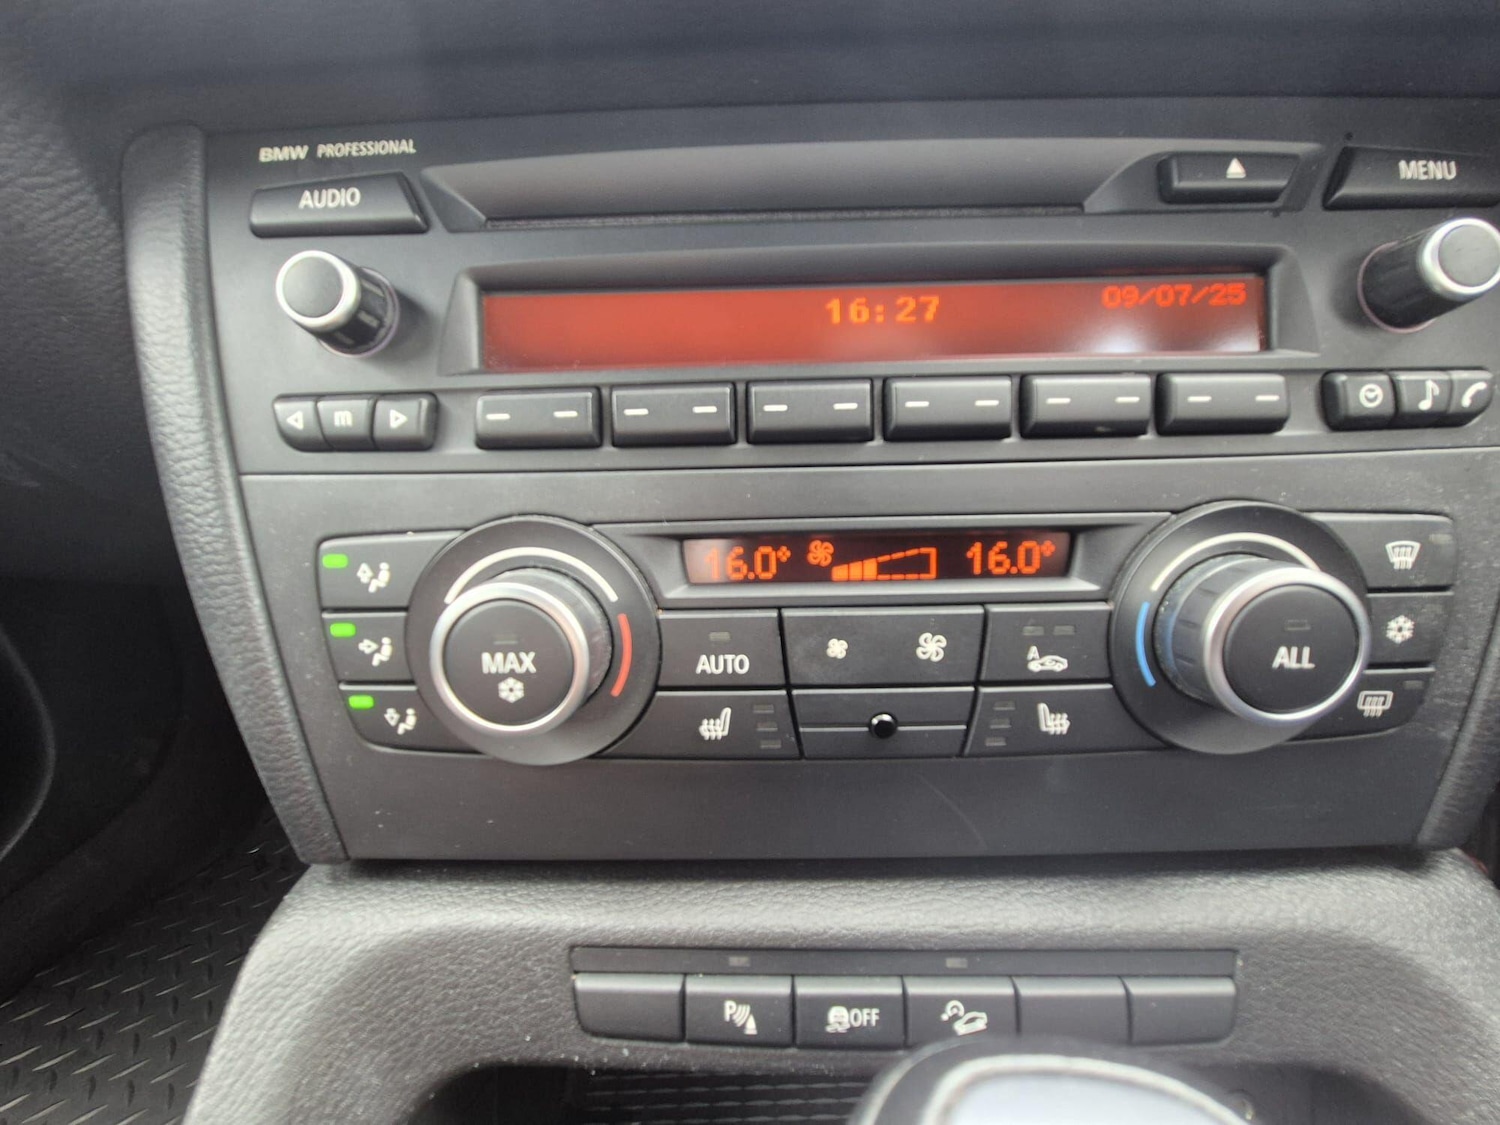 BMW PROFESSIONAL
AUDIO
MENU
16:27
09/07/25
m
16.0°
16.0°
MAX
AUTO
A
ALL
P
OFF